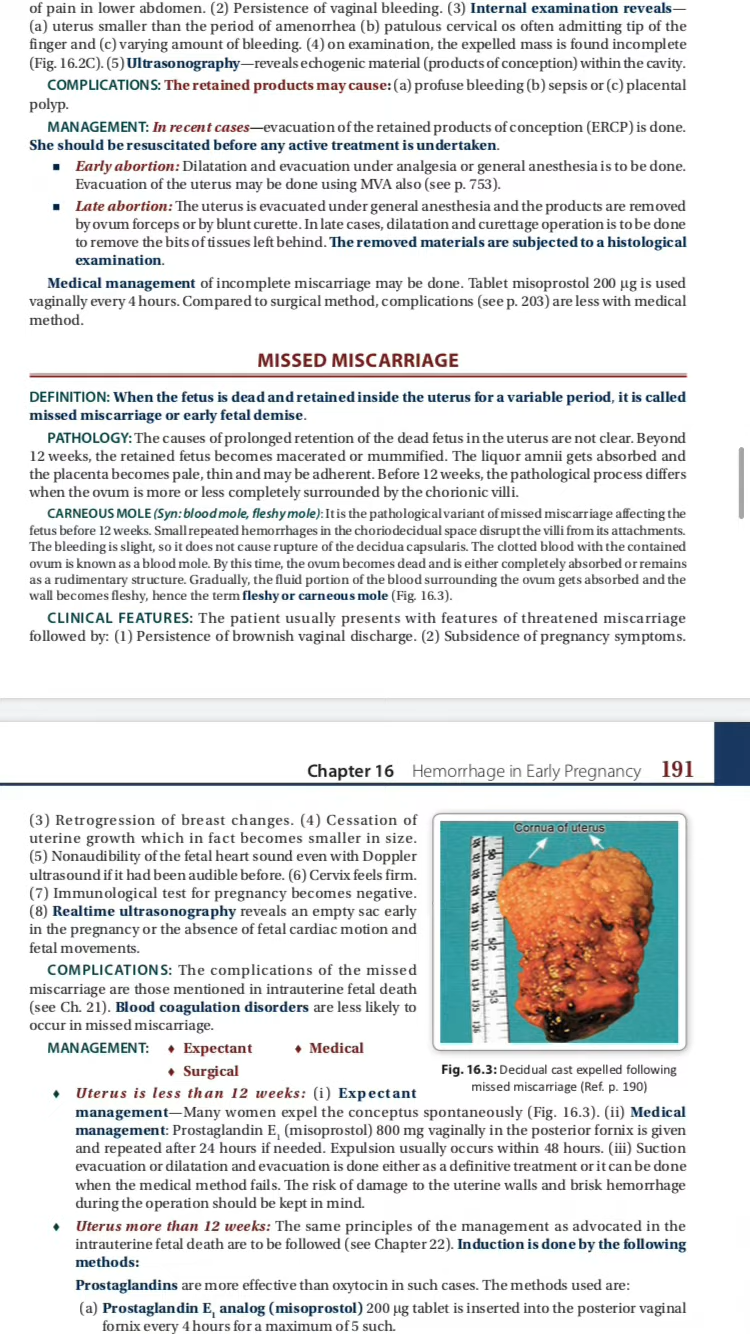 of pain in lower abdomen. (2) Persistence of vaginal bleeding. (3) Internal examination reveals—
(a) uterus smaller than the period of amenorrhea (b) patulous cervical os often admitting tip of the
finger and (c) varying amount of bleeding. (4) on examination, the expelled mass is found incomplete
(Fig. 16.2C). (5) Ultrasonography—reveals echogenic material (products of conception) within the cavity.
COMPLICATIONS: The retained products may cause: (a) profuse bleeding (b) sepsis or (c) placental
polyp.
MANAGEMENT: In recent cases—evacuation of the retained products of conception (ERCP) is done.
She should be resuscitated before any active treatment is undertaken.
■ Early abortion: Dilatation and evacuation under analgesia or general anesthesia is to be done.
Evacuation of the uterus may be done using MVA also (see p. 753).
■ Late abortion: The uterus is evacuated under general anesthesia and the products are removed
by ovum forceps or by blunt curette. In late cases, dilatation and curettage operation is to be done
to remove the bits of tissues left behind. The removed materials are subjected to a histological
examination.
Medical management of incomplete miscarriage may be done. Tablet misoprostol 200 μg is used
vaginally every 4 hours. Compared to surgical method, complications (see p. 203) are less with medical
method.
MISSED MISCARRIAGE
DEFINITION: When the fetus is dead and retained inside the uterus for a variable period, it is called
missed miscarriage or early fetal demise.
PATHOLOGY: The causes of prolonged retention of the dead fetus in the uterus are not clear. Beyond
12 weeks, the retained fetus becomes macerated or mummified. The liquor amnii gets absorbed and
the placenta becomes pale, thin and may be adherent. Before 12 weeks, the pathological process differs
when the ovum is more or less completely surrounded by the chorionic villi.
CARNEOUS MOLE (Syn: blood mole, fleshy mole): It is the pathological variant of missed miscarriage affecting the
fetus before 12 weeks. Small repeated hemorrhages in the choriodecidual space disrupt the villi from its attachments.
The bleeding is slight, so it does not cause rupture of the decidua capsularis. The clotted blood with the contained
ovum is known as a blood mole. By this time, the ovum becomes dead and is either completely absorbed or remains
as a rudimentary structure. Gradually, the fluid portion of the blood surrounding the ovum gets absorbed and the
wall becomes fleshy, hence the term fleshy or carneous mole (Fig. 16.3).
CLINICAL FEATURES: The patient usually presents with features of threatened miscarriage
followed by: (1) Persistence of brownish vaginal discharge. (2) Subsidence of pregnancy symptoms.
Chapter 16 Hemorrhage in Early Pregnancy 191
(3) Retrogression of breast changes. (4) Cessation of
uterine growth which in fact becomes smaller in size.
(5) Nonaudibility of the fetal heart sound even with Doppler
ultrasound if it had been audible before. (6) Cervix feels firm.
(7) Immunological test for pregnancy becomes negative.
(8) Realtime ultrasonography reveals an empty sac early
in the pregnancy or the absence of fetal cardiac motion and
fetal movements.
COMPLICATIONS: The complications of the missed
miscarriage are those mentioned in intrauterine fetal death
(see Ch. 21). Blood coagulation disorders are less likely to
occur in missed miscarriage.
MANAGEMENT: ♦ Expectant ♦ Medical
♦ Surgical
Cornua of uterus
Fig. 16.3: Decidual cast expelled following
missed miscarriage (Ref. p. 190)
♦ Uterus is less than 12 weeks: (i) Expectant
management—Many women expel the conceptus spontaneously (Fig. 16.3). (ii) Medical
management: Prostaglandin E1 (misoprostol) 800 mg vaginally in the posterior fornix is given
and repeated after 24 hours if needed. Expulsion usually occurs within 48 hours. (iii) Suction
evacuation or dilatation and evacuation is done either as a definitive treatment or it can be done
when the medical method fails. The risk of damage to the uterine walls and brisk hemorrhage
during the operation should be kept in mind.
♦ Uterus more than 12 weeks: The same principles of the management as advocated in the
intrauterine fetal death are to be followed (see Chapter 22). Induction is done by the following
methods:
Prostaglandins are more effective than oxytocin in such cases. The methods used are:
(a) Prostaglandin E1 analog (misoprostol) 200 μg tablet is inserted into the posterior vaginal
fornix every 4 hours for a maximum of 5 such.